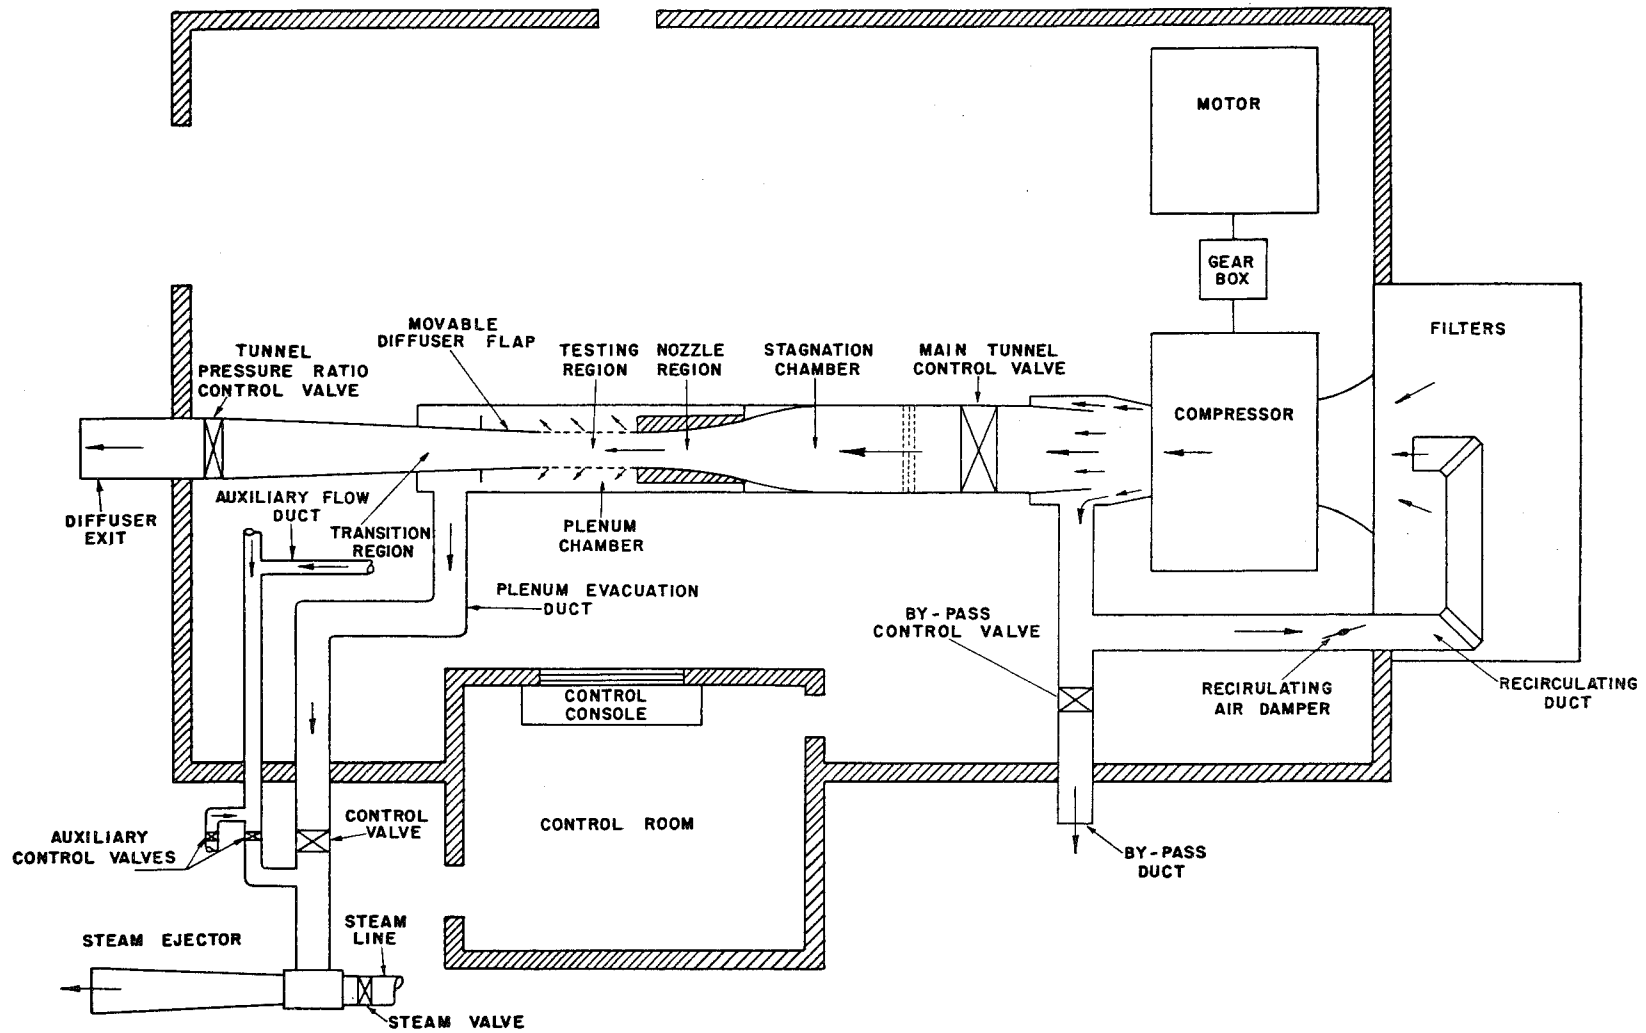 MOTOR
GEAR
BOX
FILTERS
MOVABLE
DIFFUSER FLAP
TUNNEL
PRESSURE RATIO
CONTROL VALVE
TESTING
REGION
NOZZLE
REGION
STAGNATION
CHAMBER
MAIN TUNNEL
CONTROL VALVE
COMPRESSOR
AUXILIARY FLOW
DUCT
DIFFUSER
EXIT
TRANSITION
REGION
PLENUM
CHAMBER
PLENUM EVACUATION
DUCT
BY-PASS
CONTROL VALVE
RECIRULATING
AIR DAMPER
RECIRCULATING
DUCT
CONTROL
CONSOLE
CONTROL ROOM
CONTROL
VALVE
AUXILIARY
CONTROL VALVES
BY-PASS
DUCT
STEAM EJECTOR
STEAM
LINE
STEAM VALVE